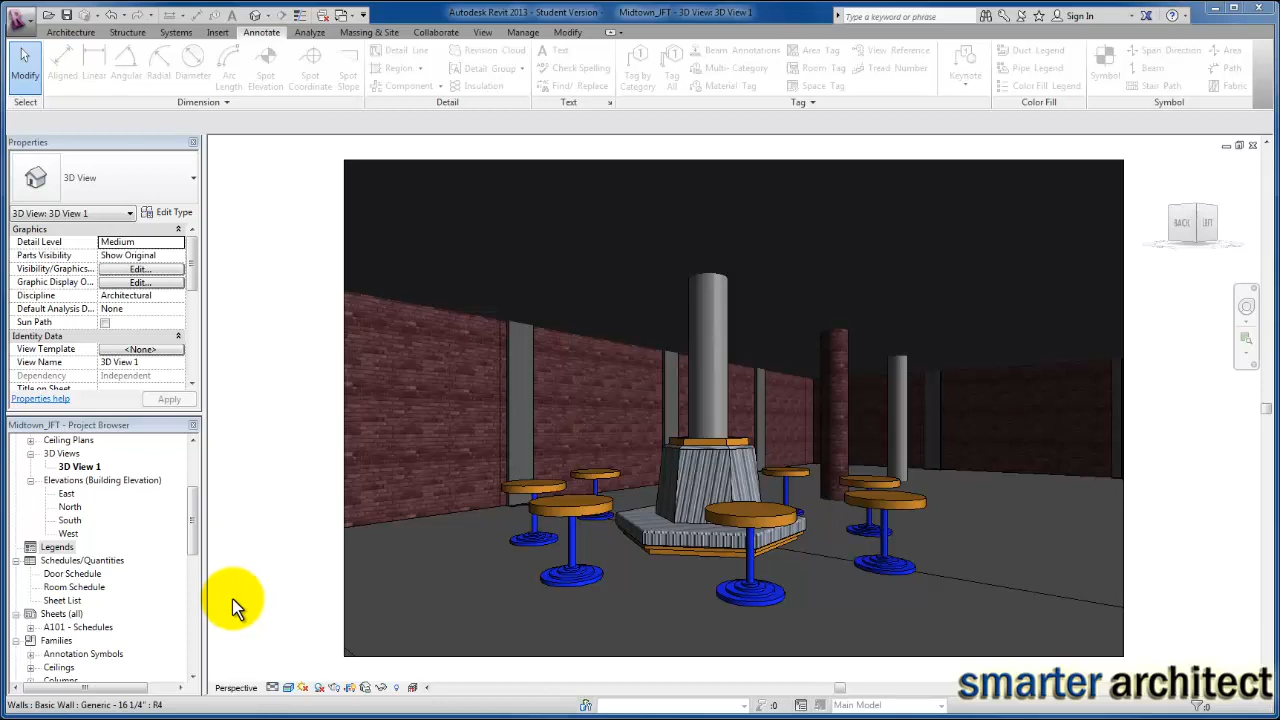 Autodesk Revit 2013 - Student Version - Midtown_JFT - 3D View: 3D View 1
Type a keyword or phrase
Sign In
Architecture Structure Systems Insert Annotate Analyze Massing & Site Collaborate View Manage Modify
Modify
Aligned Linear Angular Radial Diameter Arc Length Spot Elevation Spot Coordinate Spot Slope
Detail Line Revision Cloud
Region Detail Group
Component Insulation
Text
Check Spelling
Find/ Replace
Tag by Category Tag All
Beam Annotations Area Tag View Reference
Multi- Category Room Tag Tread Number
Material Tag Space Tag
Keynote
Duct Legend
Pipe Legend
Color Fill Legend
Symbol
Span Direction Area
Beam Path
Stair Path Fabric
Select Dimension Detail Text Tag Color Fill Symbol
Properties
3D View
3D View: 3D View 1 Edit Type
Graphics
Detail Level Medium
Parts Visibility Show Original
Visibility/Graphics... Edit...
Graphic Display O... Edit...
Discipline Architectural
Default Analysis D... None
Sun Path
Identity Data
View Template <None>
View Name 3D View 1
Dependency Independent
Title on Sheet
Properties help Apply
Midtown_JFT - Project Browser
Ceiling Plans
3D Views
3D View 1
Elevations (Building Elevation)
East
North
South
West
Legends
Schedules/Quantities
Door Schedule
Room Schedule
Sheet List
Sheets (all)
A101 - Schedules
Families
Annotation Symbols
Ceilings
Columns
BACK LEFT
Perspective
Walls : Basic Wall : Generic - 16 1/4" : R4
:0
Main Model
:0
smarter architect